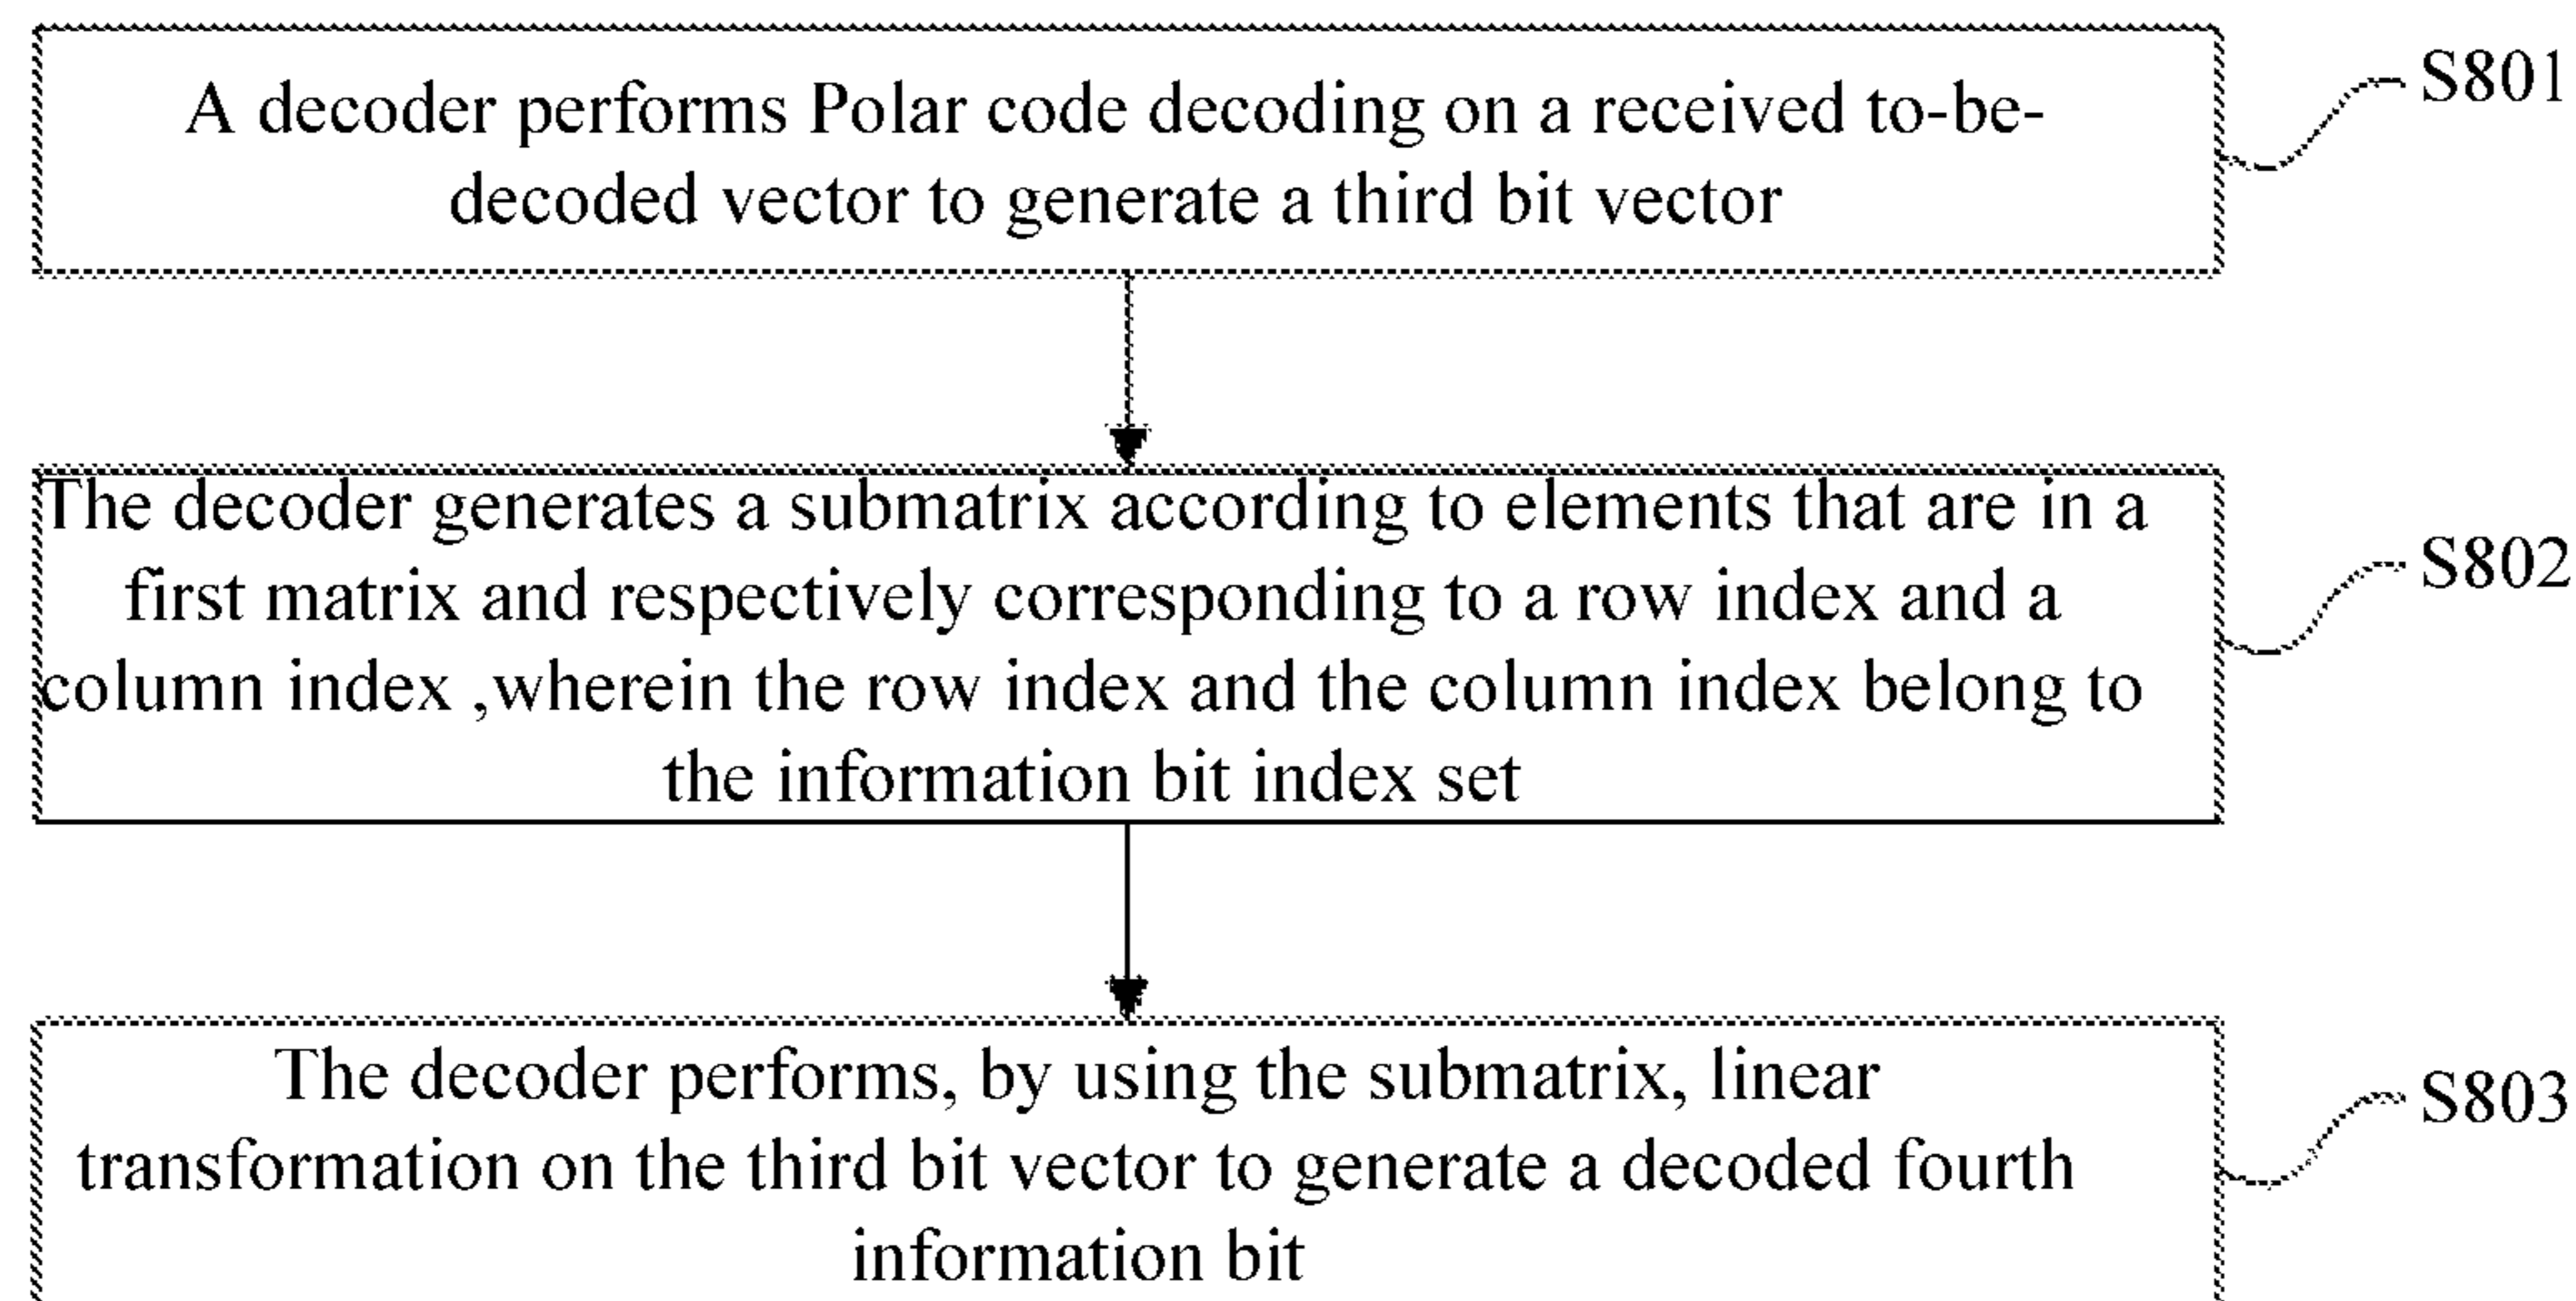 A decoder performs Polar code decoding on a received to-be-
decoded vector to generate a third bit vector
S801
The decoder generates a submatrix according to elements that are in a
first matrix and respectively corresponding to a row index and a
column index ,wherein the row index and the column index belong to
the information bit index set
S802
The decoder performs, by using the submatrix, linear
transformation on the third bit vector to generate a decoded fourth
information bit
S803